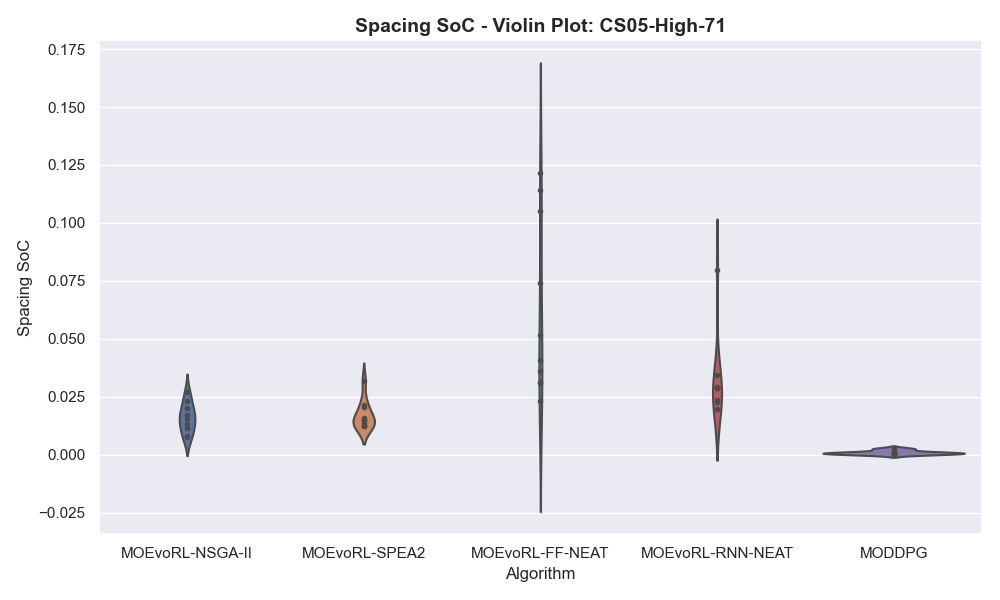 Spacing SoC - Violin Plot: CS05-High-71
Spacing SoC
0.175
0.150
0.125
0.100
0.075
0.050
0.025
0.000
−0.025
MOEvoRL-NSGA-II
MOEvoRL-SPEA2
MOEvoRL-FF-NEAT
MOEvoRL-RNN-NEAT
MODDPG
Algorithm